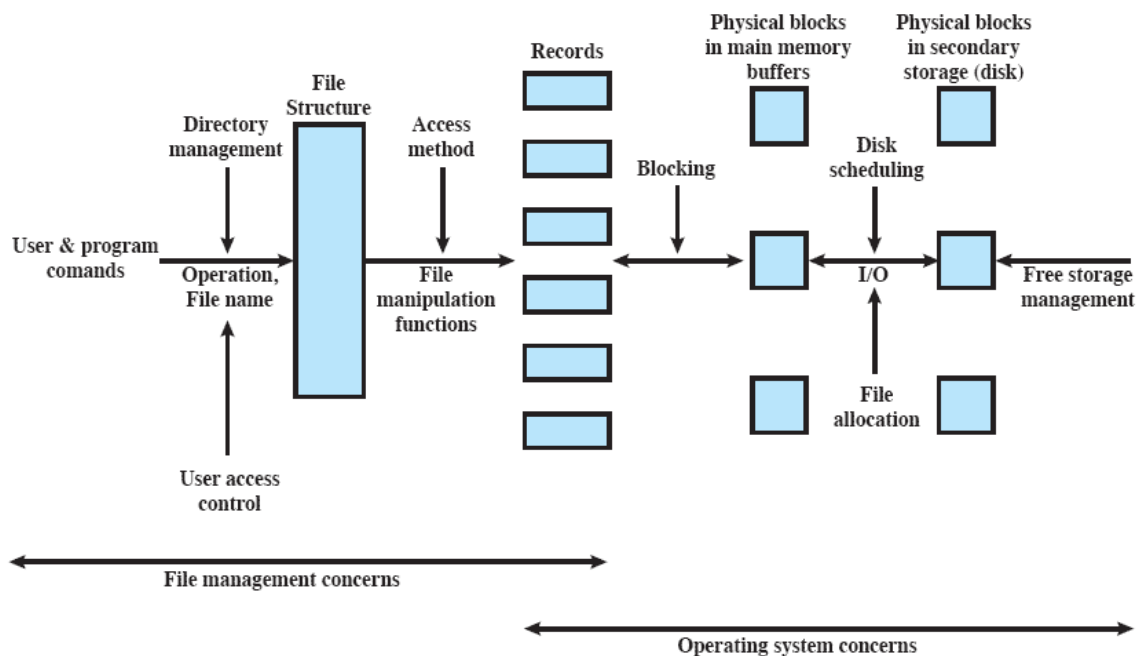 Physical blocks
in main memory
buffers
Physical blocks
in secondary
storage (disk)
Records
File
Structure
Directory
management
Access
method
Blocking
Disk
scheduling
User & program
comands
Operation,
File name
File
manipulation
functions
I/O
Free storage
management
File
allocation
User access
control
File management concerns
Operating system concerns